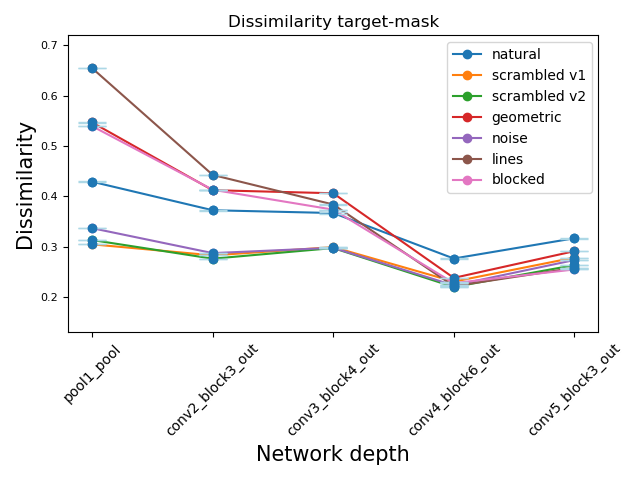 Dissimilarity target-mask
Dissimilarity
0.7
0.6
0.5
0.4
0.3
0.2
natural
scrambled v1
scrambled v2
geometric
noise
lines
blocked
pool1_pool
conv2_block3_out
conv3_block4_out
conv4_block6_out
conv5_block3_out
Network depth